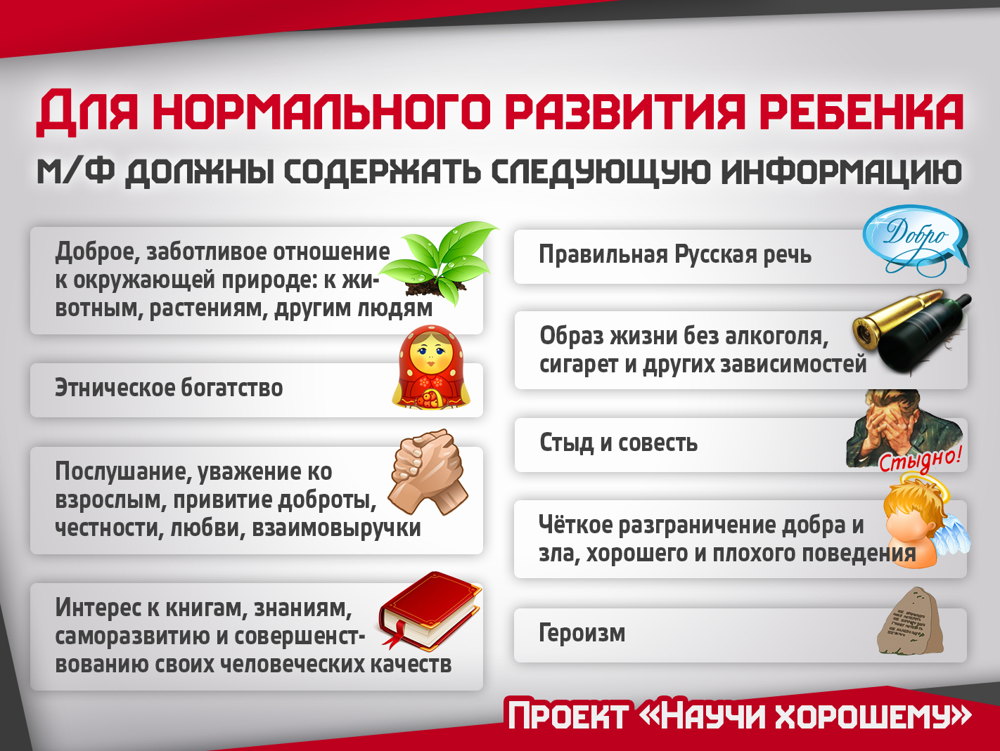 Для нормального развития ребенка
м/ф должны содержать следующую информацию
Доброе, заботливое отношение
к окружающей природе: к жи-
вотным, растениям, другим людям
Этническое богатство
Послушание, уважение ко
взрослым, привитие доброты,
честности, любви, взаимовыручки
Интерес к книгам, знаниям,
саморазвитию и совершенст-
вованию своих человеческих качеств
Добро
Правильная Русская речь
Образ жизни без алкоголя,
сигарет и других зависимостей
Стыд и совесть
Стыдно!
Чёткое разграничение добра и
зла, хорошего и плохого поведения
Героизм
Проект «Научи хорошему»